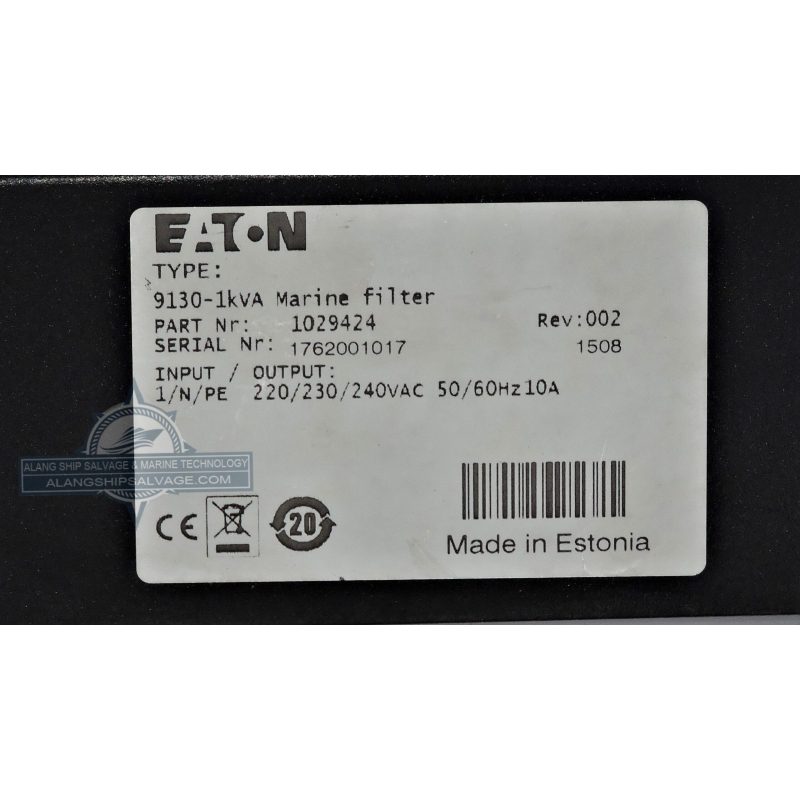 EATON
TYPE:
9130-1kVA Marine filter
PART Nr: 1029424 Rev:002
SERIAL Nr: 1762001017 1508
INPUT / OUTPUT:
1/N/PE 220/230/240VAC 50/60Hz10A
ALANG SHIP SALVAGE & MARINE TECHNOLOGY
ALANGSHIPSALVAGE.COM
CE
20
Made in Estonia